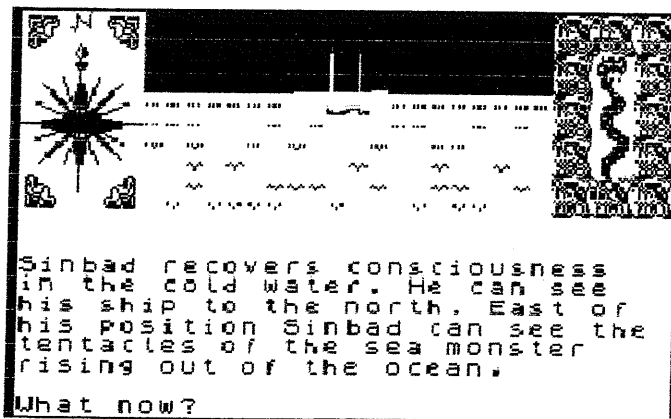 N
Sinbad recovers consciousness
in the cold water. He can see
his ship to the north. East of
his position Sinbad can see the
tentacles of the sea monster
rising out of the ocean.
What now?